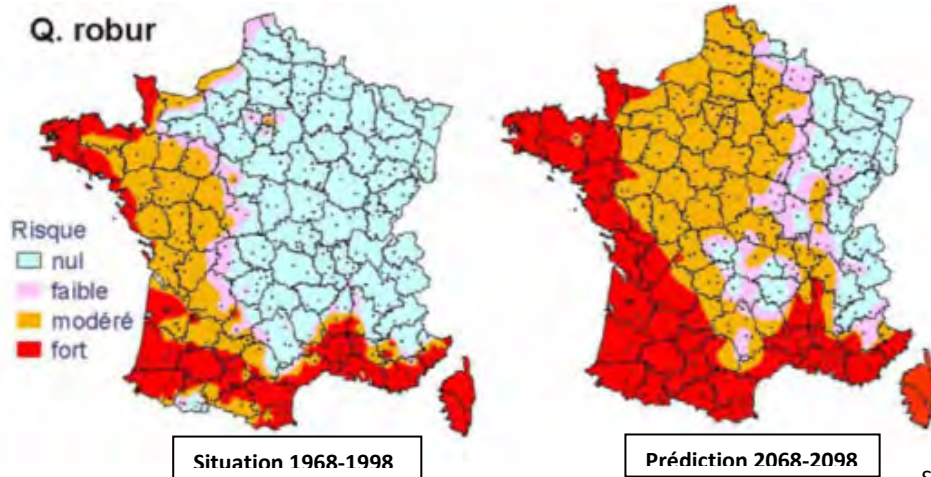 Q. robur
Risque
nul
faible
modéré
fort
Situation 1968-1998
Prédiction 2068-2098